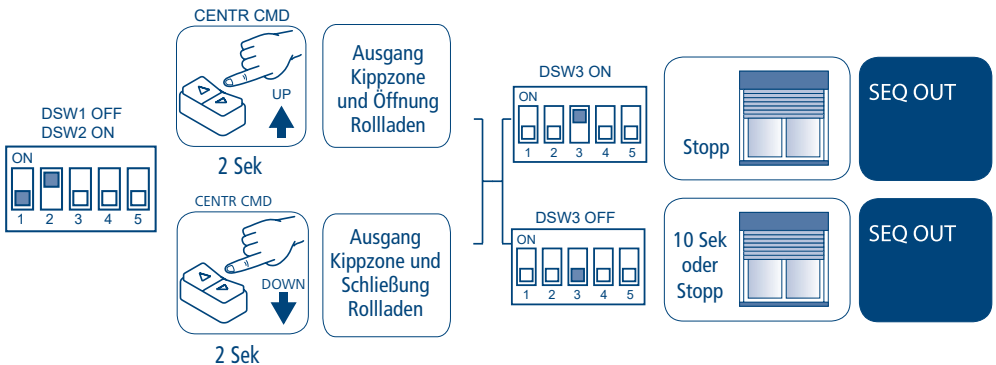 DSW1 OFF
DSW2 ON
ON
1 2 3 4 5
CENTR CMD
UP
2 Sek
Ausgang
Kippzone
und Öffnung
Rollladen
CENTR CMD
DOWN
2 Sek
Ausgang
Kippzone und
Schließung
Rollladen
DSW3 ON
ON
1 2 3 4 5
Stopp
SEQ OUT
DSW3 OFF
ON
1 2 3 4 5
10 Sek
oder
Stopp
SEQ OUT